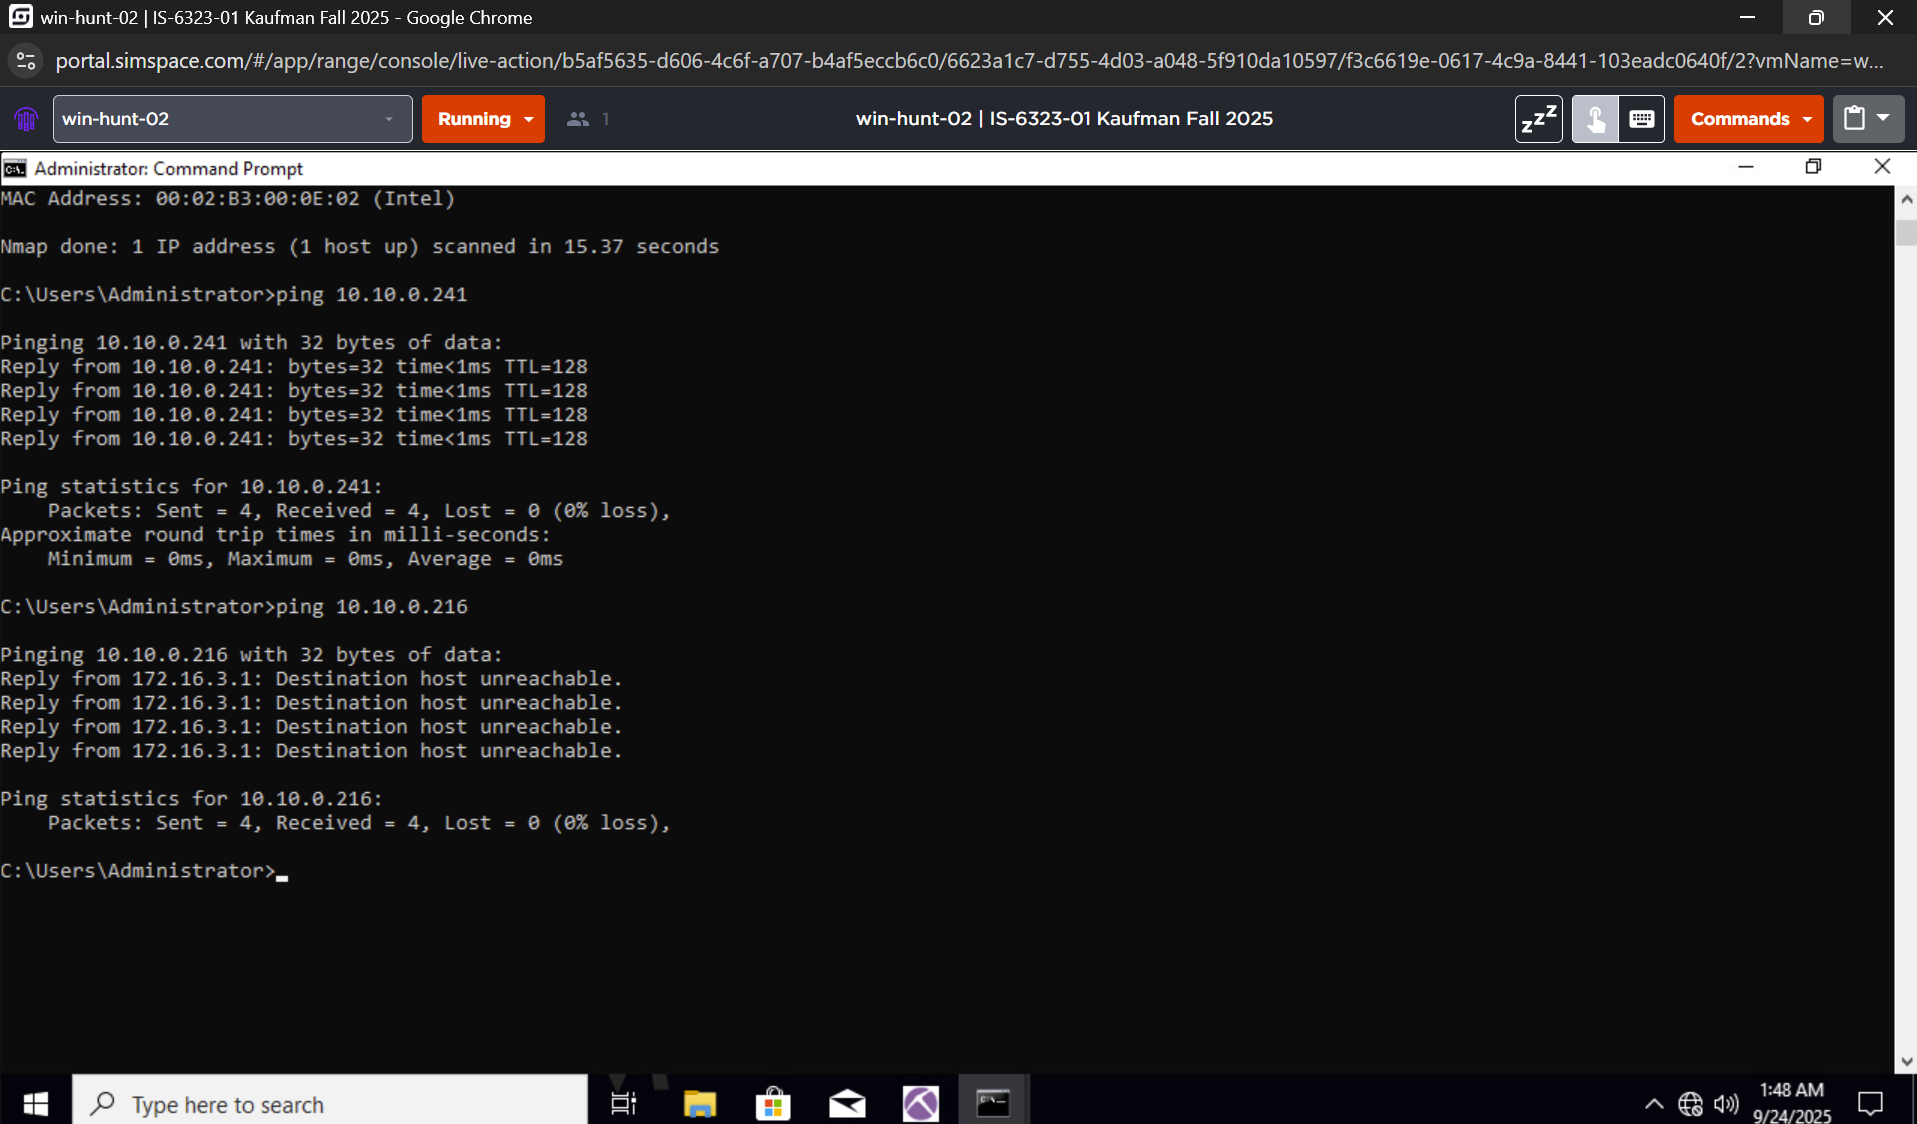 win-hunt-02 | IS-6323-01 Kaufman Fall 2025 - Google Chrome
portal.simspace.com/#/app/range/console/live-action/b5af5635-d606-4c6f-a707-b4af5eccb6c0/6623a1c7-d755-4d03-a048-5f910da10597/f3c6619e-0617-4c9a-8441-103eadc0640f/2?vmName=w...
win-hunt-02 Running 1 win-hunt-02 | IS-6323-01 Kaufman Fall 2025 zzZ Commands
Administrator: Command Prompt
MAC Address: 00:02:B3:00:0E:02 (Intel)
Nmap done: 1 IP address (1 host up) scanned in 15.37 seconds
C:\Users\Administrator>ping 10.10.0.241
Pinging 10.10.0.241 with 32 bytes of data:
Reply from 10.10.0.241: bytes=32 time<1ms TTL=128
Reply from 10.10.0.241: bytes=32 time<1ms TTL=128
Reply from 10.10.0.241: bytes=32 time<1ms TTL=128
Reply from 10.10.0.241: bytes=32 time<1ms TTL=128
Ping statistics for 10.10.0.241:
    Packets: Sent = 4, Received = 4, Lost = 0 (0% loss),
Approximate round trip times in milli-seconds:
    Minimum = 0ms, Maximum = 0ms, Average = 0ms
C:\Users\Administrator>ping 10.10.0.216
Pinging 10.10.0.216 with 32 bytes of data:
Reply from 172.16.3.1: Destination host unreachable.
Reply from 172.16.3.1: Destination host unreachable.
Reply from 172.16.3.1: Destination host unreachable.
Reply from 172.16.3.1: Destination host unreachable.
Ping statistics for 10.10.0.216:
    Packets: Sent = 4, Received = 4, Lost = 0 (0% loss),
C:\Users\Administrator>_
Type here to search
1:48 AM
9/24/2025